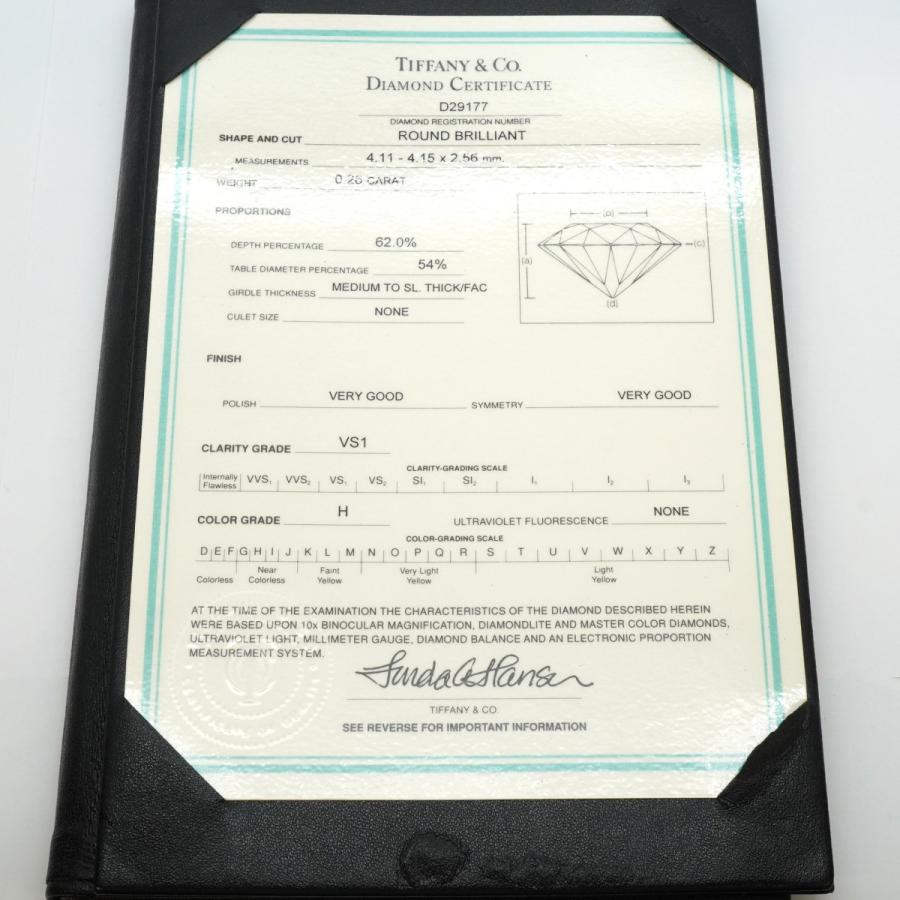 TIFFANY & CO.
DIAMOND CERTIFICATE
D29177
DIAMOND REGISTRATION NUMBER
SHAPE AND CUT ROUND BRILLIANT
MEASUREMENTS 4.11 - 4.15 x 2.56 mm.
WEIGHT CARAT
PROPORTIONS
DEPTH PERCENTAGE 62.0%
TABLE DIAMETER PERCENTAGE 54%
GIRDLE THICKNESS MEDIUM TO SL. THICK/FAC
CULET SIZE NONE
(a)
(c)
(d)
FINISH
POLISH VERY GOOD SYMMETRY VERY GOOD
CLARITY GRADE VS1
CLARITY-GRADING SCALE
Internally Flawless VVS₁ VVS₂ VS₁ VS₂ SI₁ SI₂ I₁ I₂ I₃
COLOR GRADE H ULTRAVIOLET FLUORESCENCE NONE
COLOR-GRADING SCALE
D E F G H I J K L M N O P Q R S T U V W X Y Z
Colorless Near Colorless Faint Yellow Very Light Yellow Light Yellow
AT THE TIME OF THE EXAMINATION THE CHARACTERISTICS OF THE DIAMOND DESCRIBED HEREIN
WERE BASED UPON 10x BINOCULAR MAGNIFICATION, DIAMONDLITE AND MASTER COLOR DIAMONDS,
ULTRAVIOLET LIGHT, MILLIMETER GAUGE, DIAMOND BALANCE AND AN ELECTRONIC PROPORTION
MEASUREMENT SYSTEM.
TIFFANY & CO.
SEE REVERSE FOR IMPORTANT INFORMATION